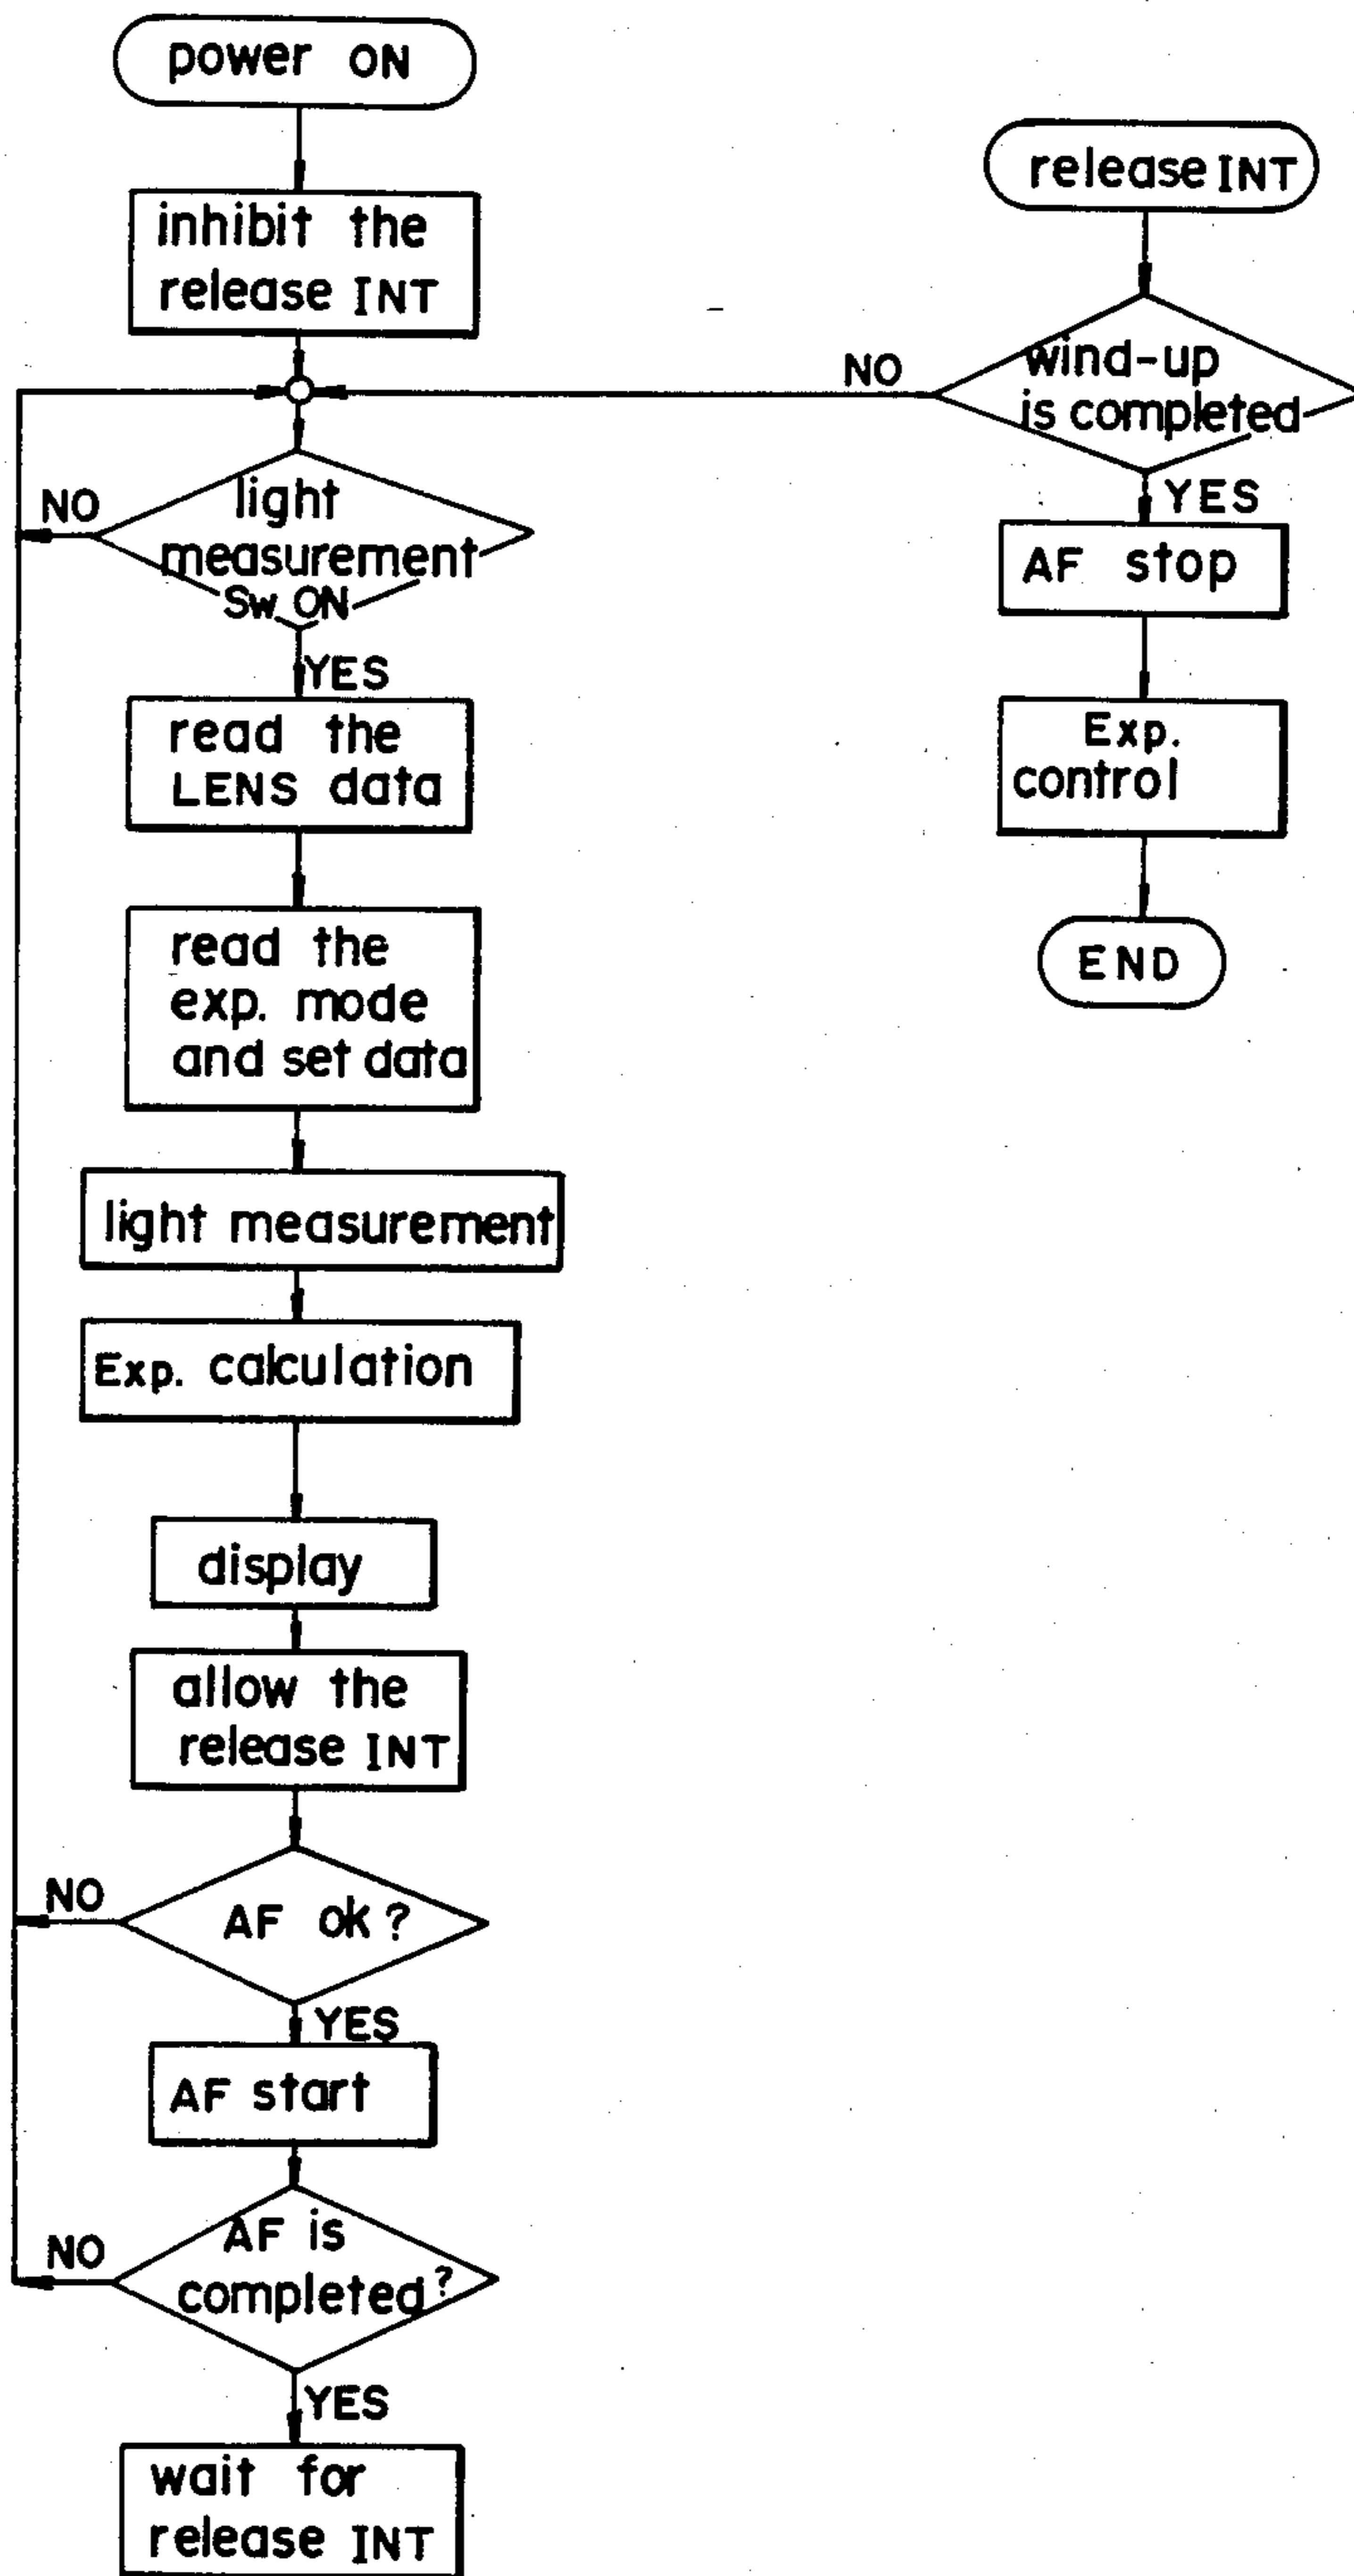 power ON
inhibit the
release INT
NO
light
measurement
Sw ON
YES
read the
LENS data
read the
exp. mode
and set data
light measurement
Exp. calculation
display
allow the
release INT
NO
AF ok?
YES
AF start
NO
AF is
completed?
YES
wait for
release INT
release INT
NO
wind-up
is completed
YES
AF stop
Exp.
control
END